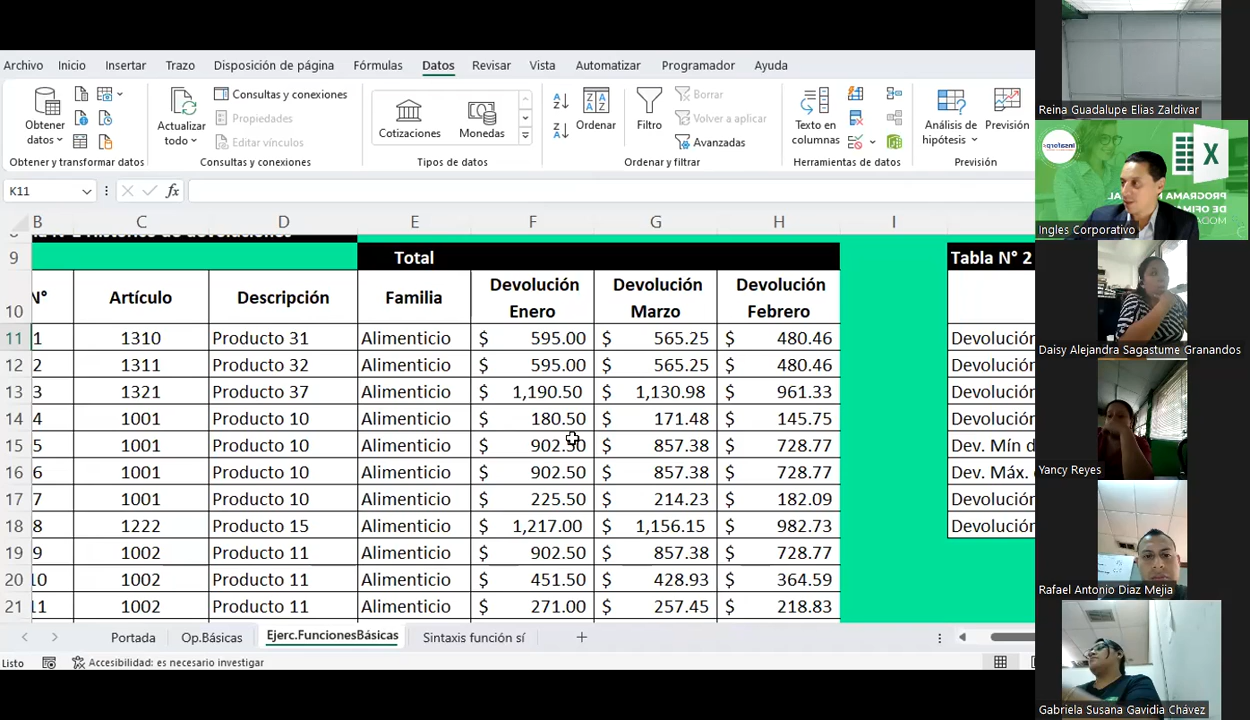 Archivo Inicio Insertar Trazo Disposición de página Fórmulas Datos Revisar Vista Automatizar Programador Ayuda
Obtener datos
Actualizar todo
Consultas y conexiones
Propiedades
Editar vínculos
Cotizaciones
Monedas
Ordenar
Filtro
Borrar
Volver a aplicar
Avanzadas
Texto en columnas
Análisis de hipótesis
Previsión
Obtener y transformar datos Consultas y conexiones Tipos de datos Ordenar y filtrar Herramientas de datos Previsión
K11 fx
B C D E F G H I
9 Total Tabla N° 2
10 N° Artículo Descripción Familia Devolución Enero Devolución Marzo Devolución Febrero
11 1 1310 Producto 31 Alimenticio $ 595.00 $ 565.25 $ 480.46 Devolución
12 2 1311 Producto 32 Alimenticio $ 595.00 $ 565.25 $ 480.46 Devolución
13 3 1321 Producto 37 Alimenticio $ 1,190.50 $ 1,130.98 $ 961.33 Devolución
14 4 1001 Producto 10 Alimenticio $ 180.50 $ 171.48 $ 145.75 Devolución
15 5 1001 Producto 10 Alimenticio $ 902.50 $ 857.38 $ 728.77 Dev. Mín d
16 6 1001 Producto 10 Alimenticio $ 902.50 $ 857.38 $ 728.77 Dev. Máx.
17 7 1001 Producto 10 Alimenticio $ 225.50 $ 214.23 $ 182.09 Devolución
18 8 1222 Producto 15 Alimenticio $ 1,217.00 $ 1,156.15 $ 982.73 Devolución
19 9 1002 Producto 11 Alimenticio $ 902.50 $ 857.38 $ 728.77
20 10 1002 Producto 11 Alimenticio $ 451.50 $ 428.93 $ 364.59
21 11 1002 Producto 11 Alimenticio $ 271.00 $ 257.45 $ 218.83
Portada Op.Básicas Ejerc.FuncionesBásicas Sintaxis función sí
Listo Accesibilidad: es necesario investigar
Reina Guadalupe Elias Zaldivar
PROGRAMA
DE OFIMA
Ingles Corporativo
Daisy Alejandra Sagastume Granandos
Yancy Reyes
Rafael Antonio Diaz Mejia
Gabriela Susana Gavidia Chávez